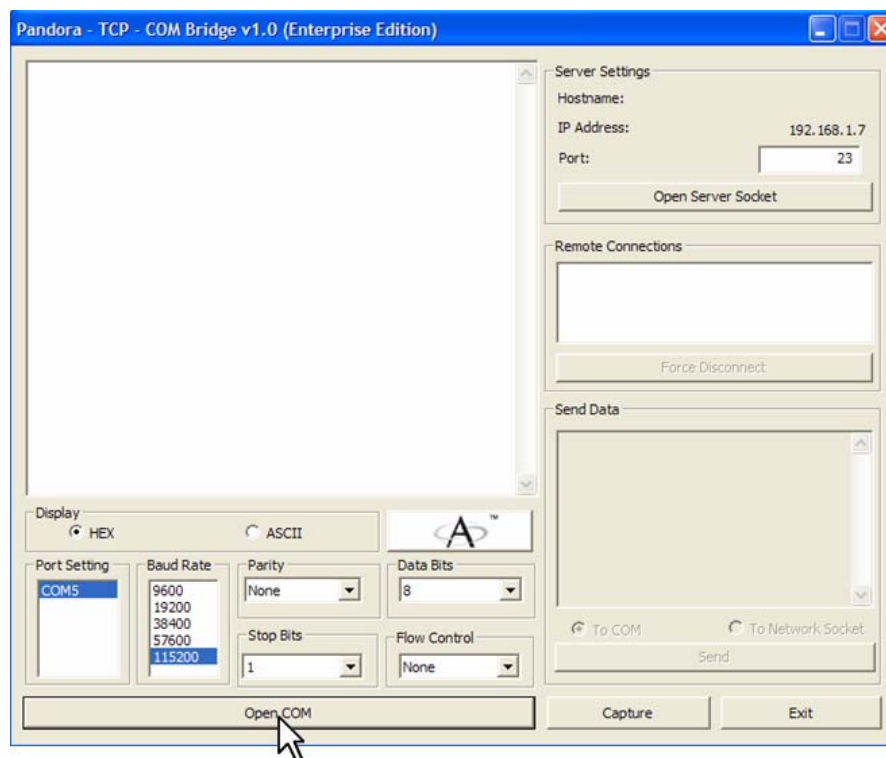 Pandora - TCP - COM Bridge v1.0 (Enterprise Edition)
Server Settings
Hostname:
IP Address: 192.168.1.7
Port: 23
Open Server Socket
Remote Connections
Force Disconnect
Send Data
To COM To Network Socket
Send
Display
HEX ASCII
A™
Port Setting Baud Rate Parity Data Bits
COM5 9600 None 8
19200
38400
57600
115200
Stop Bits Flow Control
1 None
Open COM Capture Exit